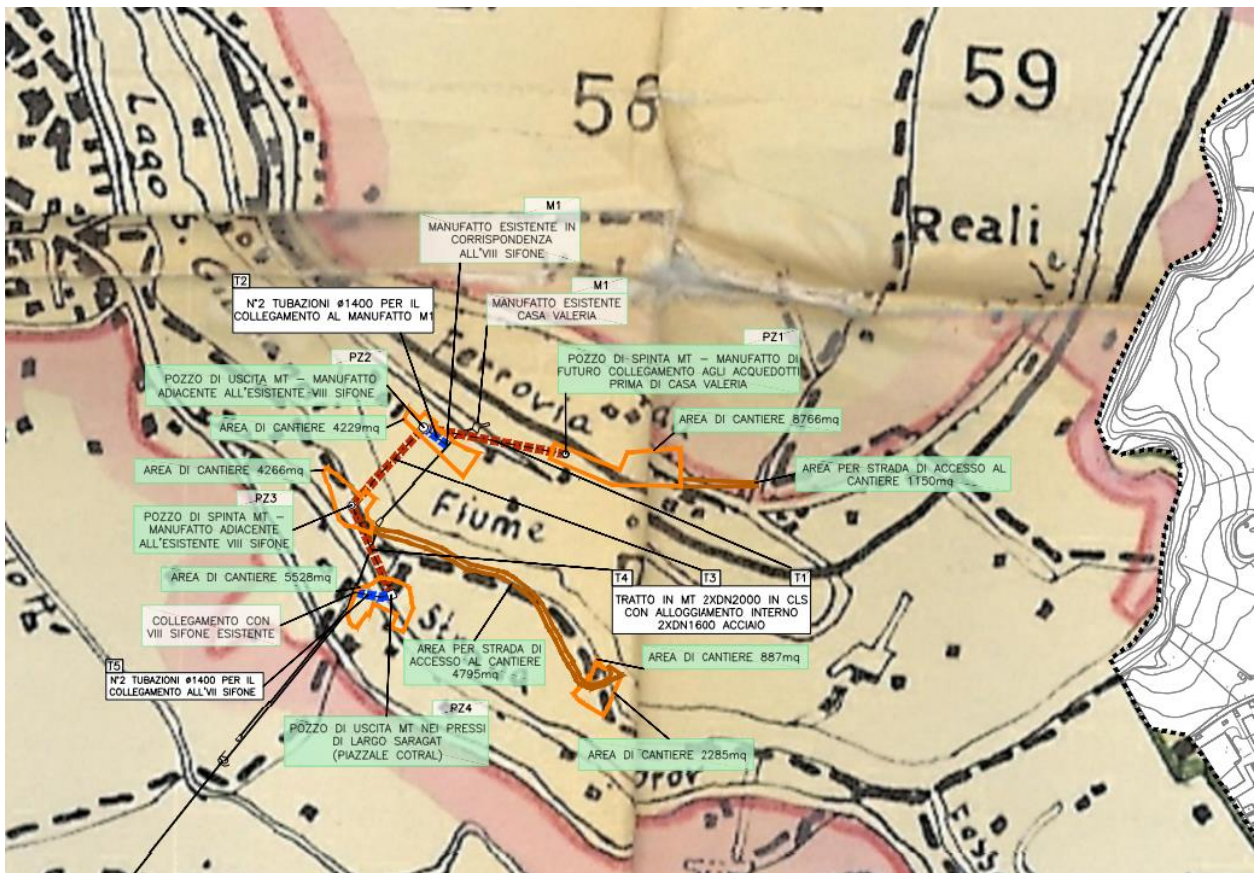 58
59
Lago
Reali
M1
MANUFATTO ESISTENTE IN
CORRISPONDENZA
ALL'VIII SIFONE
T2
N°2 TUBAZIONI ø1400 PER IL
COLLEGAMENTO AL MANUFATTO M1
M1
MANUFATTO ESISTENTE
CASA VALERIA
PZ1
POZZO DI SPINTA MT – MANUFATTO DI
FUTURO COLLEGAMENTO AGLI ACQUEDOTTI
PRIMA DI CASA VALERIA
PZ2
POZZO DI USCITA MT – MANUFATTO
ADIACENTE ALL'ESISTENTE VIII SIFONE
Ferrovia
AREA DI CANTIERE 4229mq
AREA DI CANTIERE 8766mq
AREA DI CANTIERE 4266mq
AREA PER STRADA DI ACCESSO AL
CANTIERE 1150mq
PZ3
POZZO DI SPINTA MT –
MANUFATTO ADIACENTE
ALL'ESISTENTE VIII SIFONE
Fiume
AREA DI CANTIERE 5528mq
T4
T3
T1
TRATTO IN MT 2XDN2000 IN CLS
CON ALLOGGIAMENTO INTERNO
2XDN1600 ACCIAIO
COLLEGAMENTO CON
VIII SIFONE ESISTENTE
AREA PER STRADA DI
ACCESSO AL CANTIERE
4795mq
AREA DI CANTIERE 887mq
T5
N°2 TUBAZIONI ø1400 PER IL
COLLEGAMENTO ALL'VII SIFONE
PZ4
POZZO DI USCITA MT NEI PRESSI
DI LARGO SARAGAT
(PIAZZALE COTRAL)
AREA DI CANTIERE 2285mq